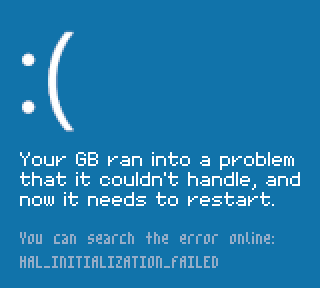 :(
Your GB ran into a problem
that it couldn't handle, and
now it needs to restart.
You can search the error online:
HAL_INITIALIZATION_FAILED